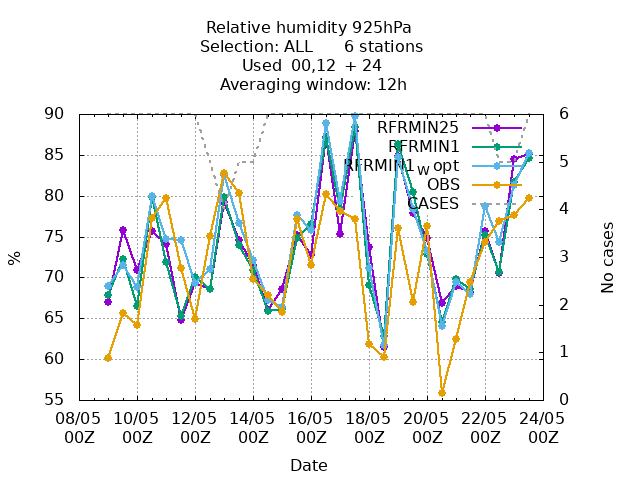 Relative humidity 925hPa
Selection: ALL 6 stations
Used 00,12 + 24
Averaging window: 12h
90
85
80
75
70
65
60
55
%
6
5
4
3
2
1
0
No cases
RFRMIN25
RFRMIN1
RFRMIN1_W opt
OBS
CASES
08/05 10/05 12/05 14/05 16/05 18/05 20/05 22/05 24/05
00Z 00Z 00Z 00Z 00Z 00Z 00Z 00Z 00Z
Date